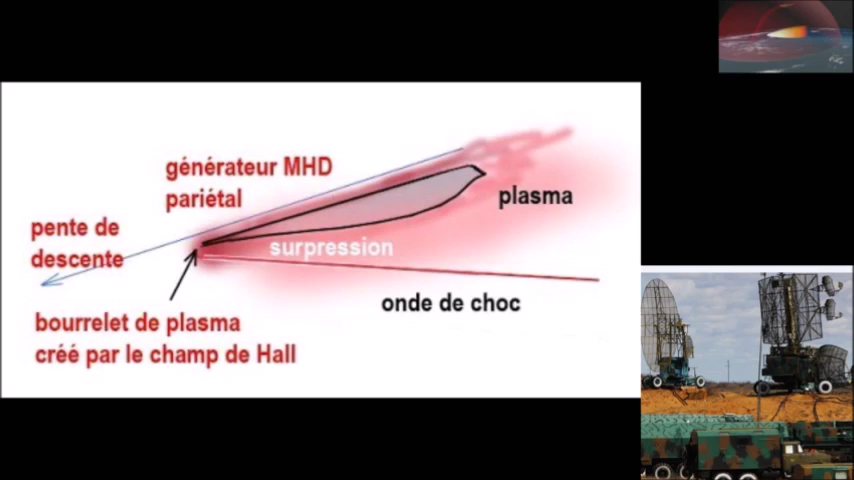 générateur MHD
pariétal
plasma
pente de
descente
surpression
onde de choc
bourrelet de plasma
créé par le champ de Hall